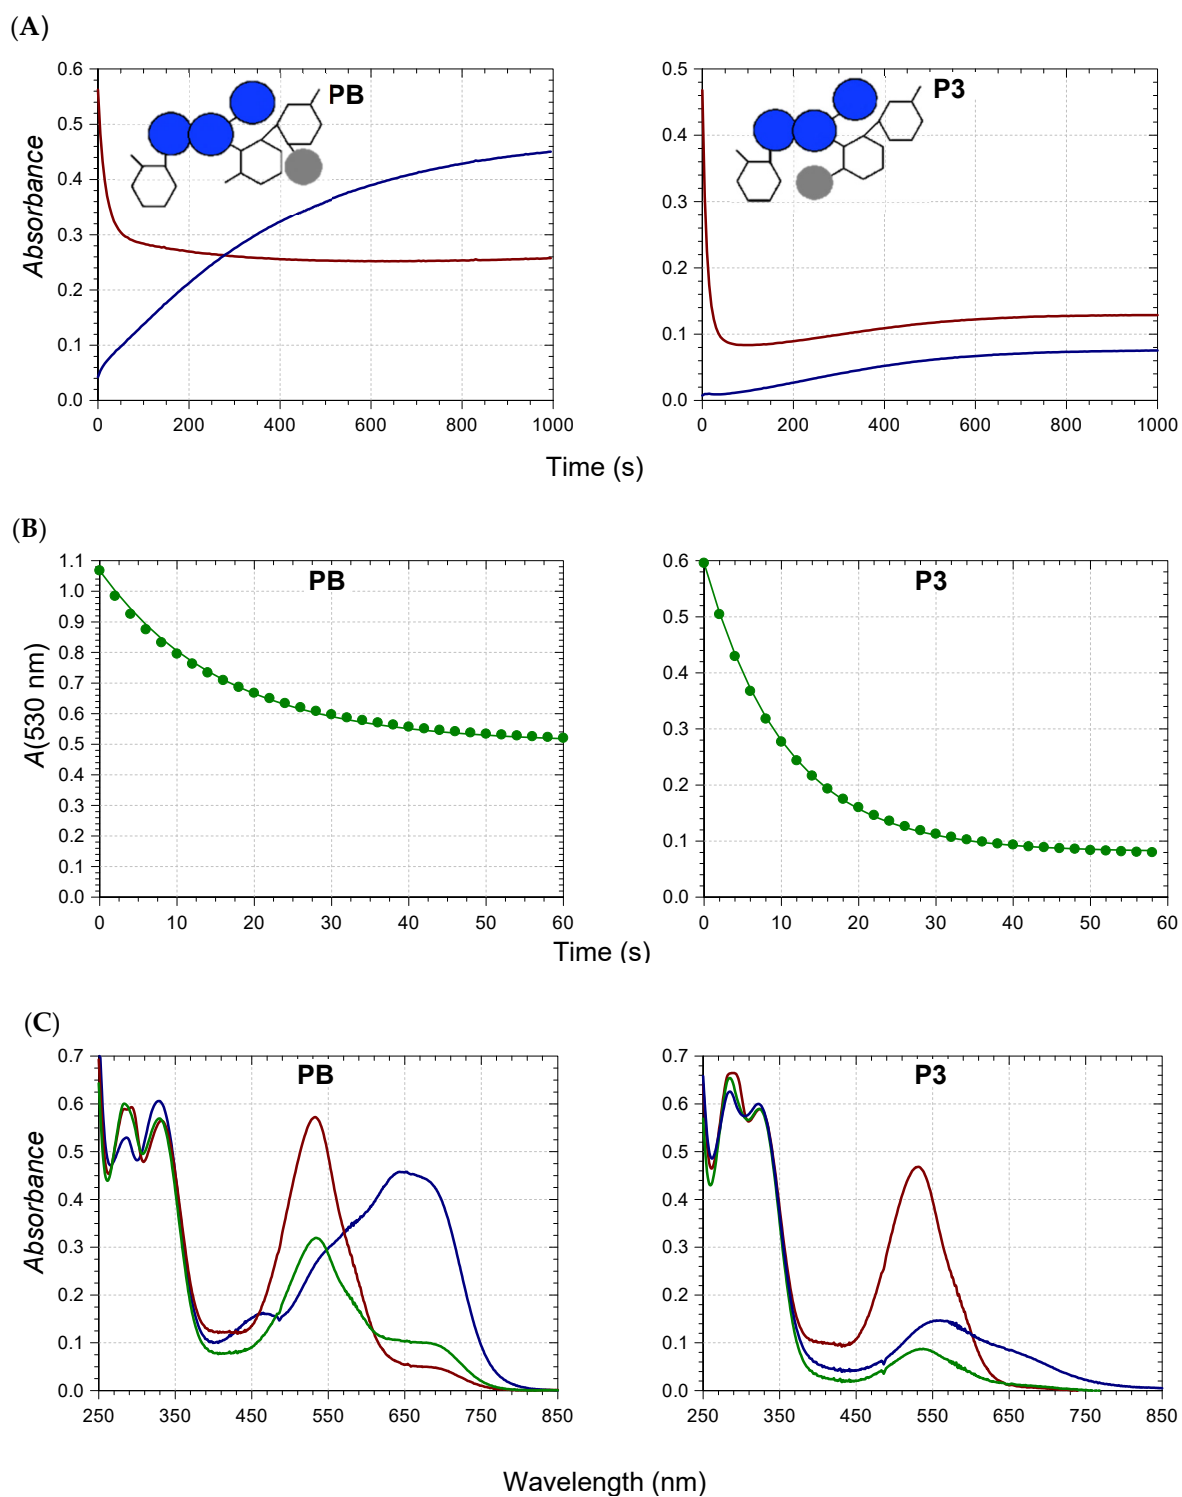 (A)
PB P3
0.6 0.5 0.4 0.3 0.2 0.1 0.0
Absorbance
0 200 400 600 800 1000
0.5 0.4 0.3 0.2 0.1 0.0
0 200 400 600 800 1000
Time (s)
(B)
PB P3
1.1 1.0 0.9 0.8 0.7 0.6 0.5 0.4 0.3 0.2 0.1 0.0
A(530 nm)
0 10 20 30 40 50 60
0.6 0.5 0.4 0.3 0.2 0.1 0.0
0 10 20 30 40 50 60
Time (s)
(C)
PB P3
0.7 0.6 0.5 0.4 0.3 0.2 0.1 0.0
Absorbance
250 350 450 550 650 750 850
0.7 0.6 0.5 0.4 0.3 0.2 0.1 0.0
250 350 450 550 650 750 850
Wavelength (nm)